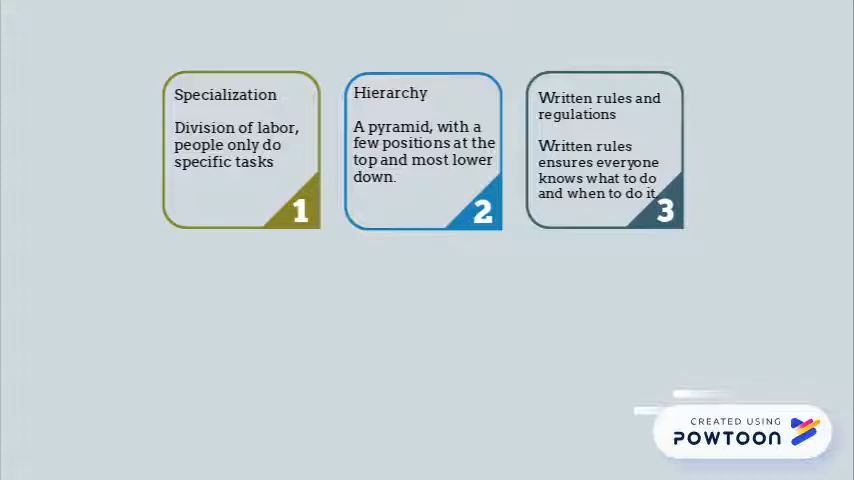 Specialization
Division of labor,
people only do
specific tasks
1
Hierarchy
A pyramid, with a
few positions at the
top and most lower
down.
2
Written rules and
regulations
Written rules
ensures everyone
knows what to do
and when to do it.
3
CREATED USING
POWTOON